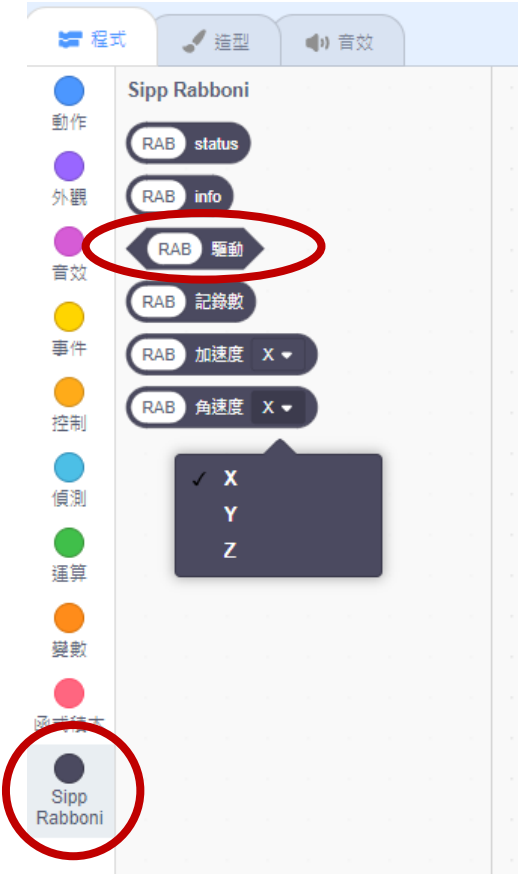 程式
造型
音效
Sipp Rabboni
動作
外觀
音效
事件
控制
偵測
運算
變數
函式積木
Sipp
Rabboni
RAB status
RAB info
RAB 驅動
RAB 記錄數
RAB 加速度 X
RAB 角速度 X
✓ X
Y
Z